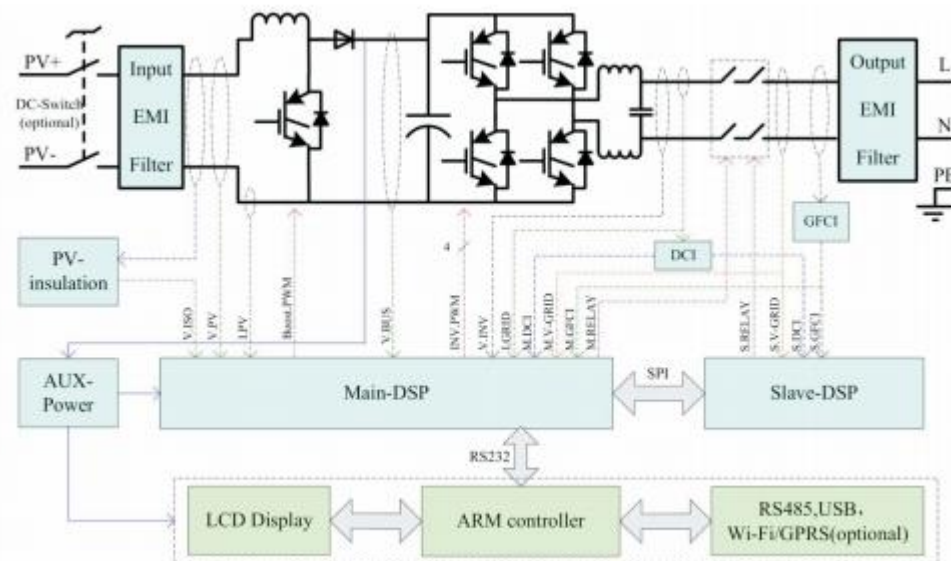 PV+
DC-Switch
(optional)
PV-
Input
EMI
Filter
Output
EMI
Filter
L
N
PE
GFCI
DCI
PV-
insulation
4
V.ISO
V.PV
I.PV
Boost.PWM
V.BUS
INV.PWM
V.INV
I.GRID
M.DCI
M.V-GRID
M.GFCI
M.RELAY
S.RELAY
S.V-GRID
S.DCI
S.GFCI
AUX-
Power
Main-DSP
SPI
Slave-DSP
RS232
LCD Display
ARM controller
RS485,USB,
Wi-Fi/GPRS(optional)